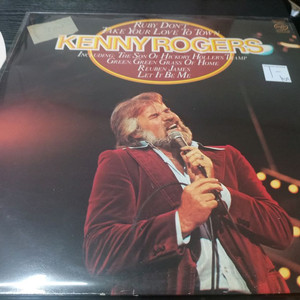 Ruby Don't
Take Your Love To Town
KENNY ROGERS
Including: The Son Of Hickory Holler's Tramp
Green Green Grass Of Home
Reuben James
Let It Be Me